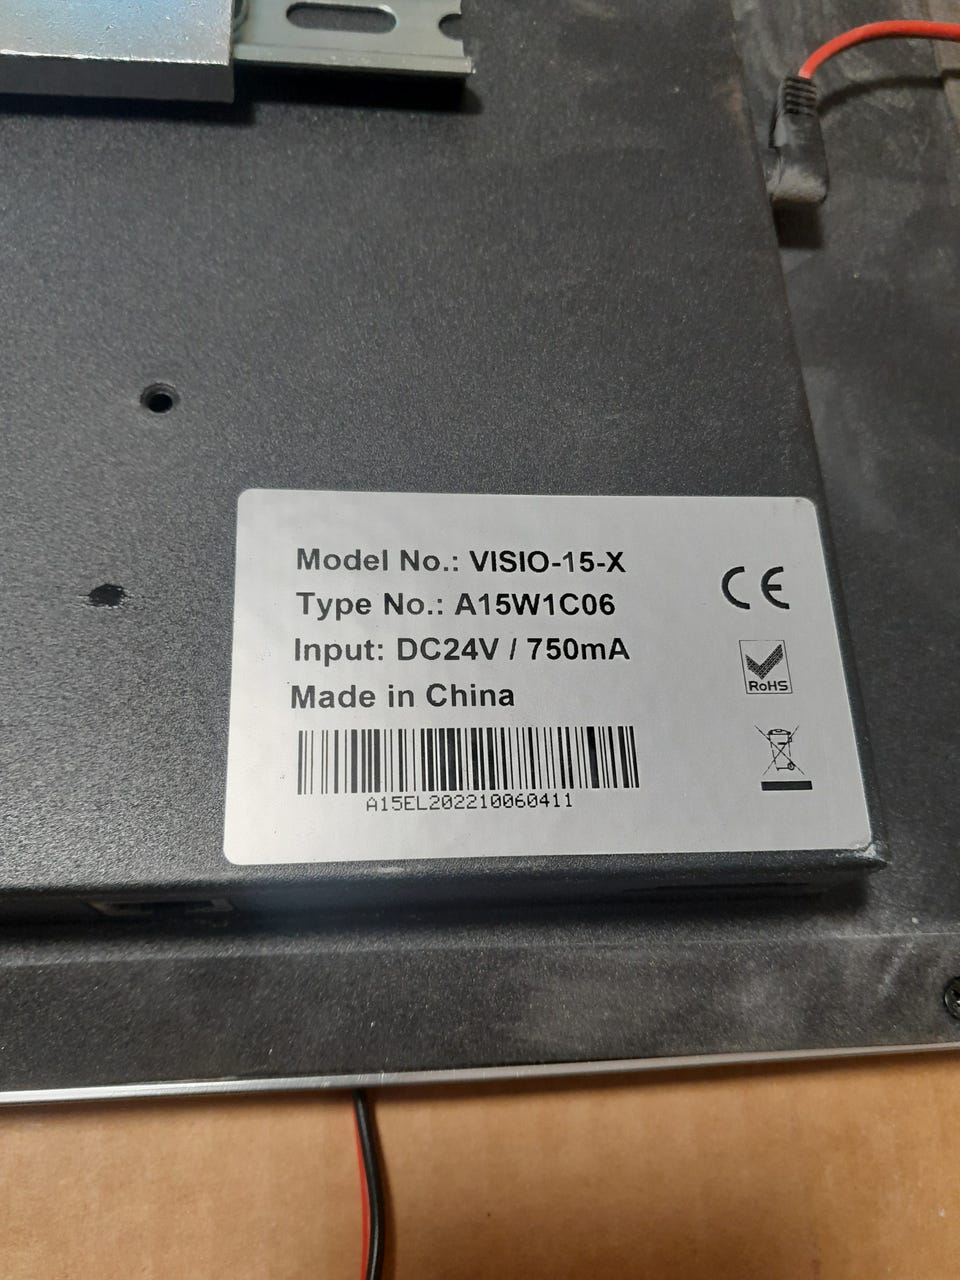 Model No.: VISIO-15-X
Type No.: A15W1C06
Input: DC24V / 750mA
Made in China
A15EL202210060411
CE
RoHS